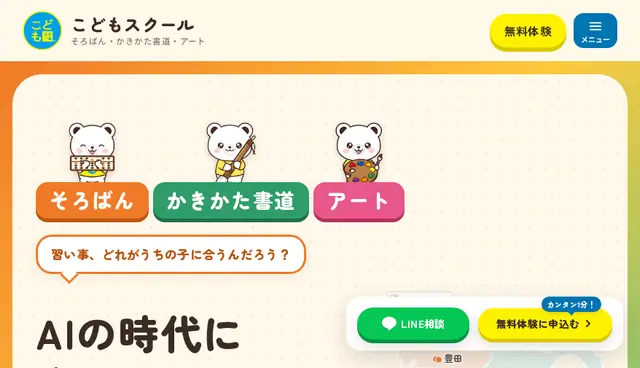 こども
こどもスクール
そろばん・かきかた書道・アート
無料体験
メニュー
そろばん
かきかた書道
アート
習い事、どれがうちの子に合うんだろう？
カンタン1分！
LINE相談
無料体験に申込む
AIの時代に
豊田